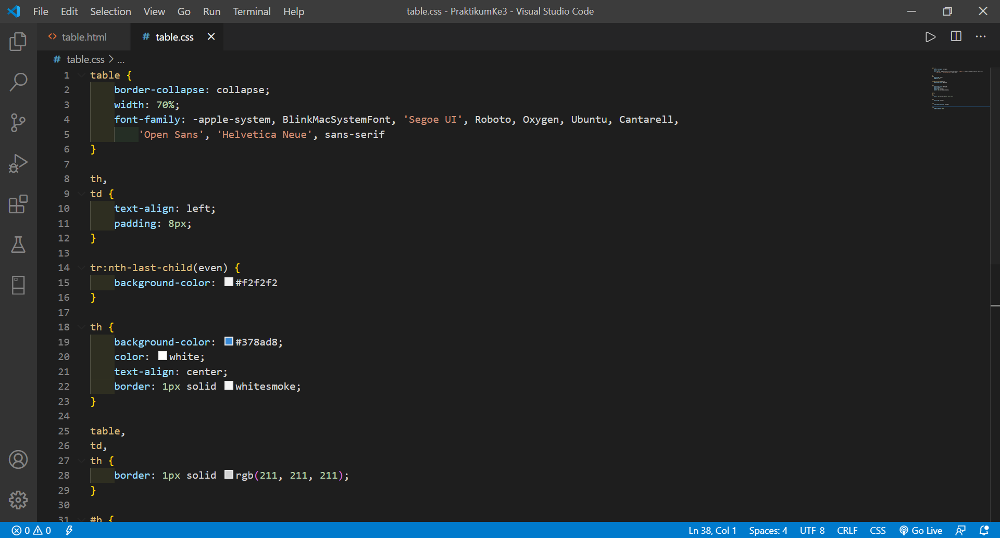 File Edit Selection View Go Run Terminal Help table.css - PraktikumKe3 - Visual Studio Code
<> table.html # table.css
# table.css > ...
1 table {
2 border-collapse: collapse;
3 width: 70%;
4 font-family: -apple-system, BlinkMacSystemFont, 'Segoe UI', Roboto, Oxygen, Ubuntu, Cantarell,
5 'Open Sans', 'Helvetica Neue', sans-serif
6 }
7
8 th,
9 td {
10 text-align: left;
11 padding: 8px;
12 }
13
14 tr:nth-last-child(even) {
15 background-color: #f2f2f2
16 }
17
18 th {
19 background-color: #378ad8;
20 color: white;
21 text-align: center;
22 border: 1px solid whitesmoke;
23 }
24
25 table,
26 td,
27 th {
28 border: 1px solid rgb(211, 211, 211);
29 }
30
31 #b {
0 0 Ln 38, Col 1 Spaces: 4 UTF-8 CRLF CSS Go Live